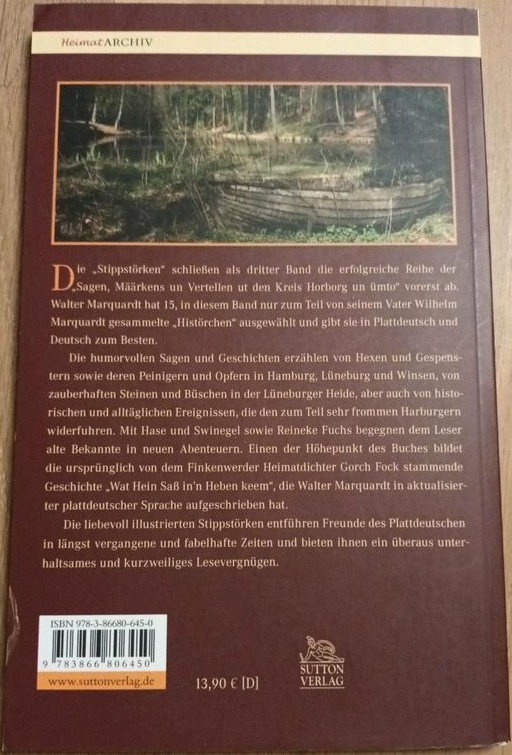 HeimatARCHIV
Die „Stippstörken“ schließen als dritter Band die erfolgreiche Reihe der
„Sagen, Määrkens un Vertellen ut den Kreis Horborg un ümto“ vorerst ab.
Walter Marquardt hat 15, in diesem Band nur zum Teil von seinem Vater Wilhelm
Marquardt gesammelte „Histörchen“ ausgewählt und gibt sie in Plattdeutsch und
Deutsch zum Besten.
Die humorvollen Sagen und Geschichten erzählen von Hexen und Gespens-
tern sowie deren Peinigern und Opfern in Hamburg, Lüneburg und Winsen, von
zauberhaften Steinen und Büschen in der Lüneburger Heide, aber auch von histo-
rischen und alltäglichen Ereignissen, die den zum Teil sehr frommen Harburgern
widerfuhren. Mit Hase und Swinegel sowie Reineke Fuchs begegnen dem Leser
alte Bekannte in neuen Abenteuern. Einen der Höhepunkt des Buches bildet
die ursprünglich von dem Finkenwerder Heimatdichter Gorch Fock stammende
Geschichte „Wat Hein Saß in'n Heben keem“, die Walter Marquardt in aktualisier-
ter plattdeutscher Sprache aufgeschrieben hat.
Die liebevoll illustrierten Stippstörken entführen Freunde des Plattdeutschen
in längst vergangene und fabelhafte Zeiten und bieten ihnen ein überaus unter-
haltsames und kurzweiliges Lesevergnügen.
ISBN 978-3-86680-645-0
9 783866 806450
www.suttonverlag.de
13,90 € [D]
SUTTON
VERLAG